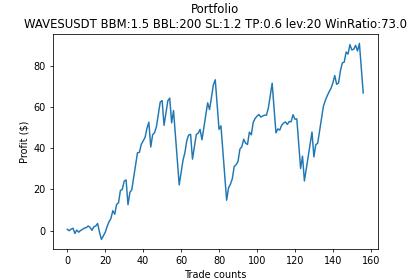 Portfolio
WAVESUSDT BBM:1.5 BBL:200 SL:1.2 TP:0.6 lev:20 WinRatio:73.0
Profit ($)
80
60
40
20
0
0 20 40 60 80 100 120 140 160
Trade counts